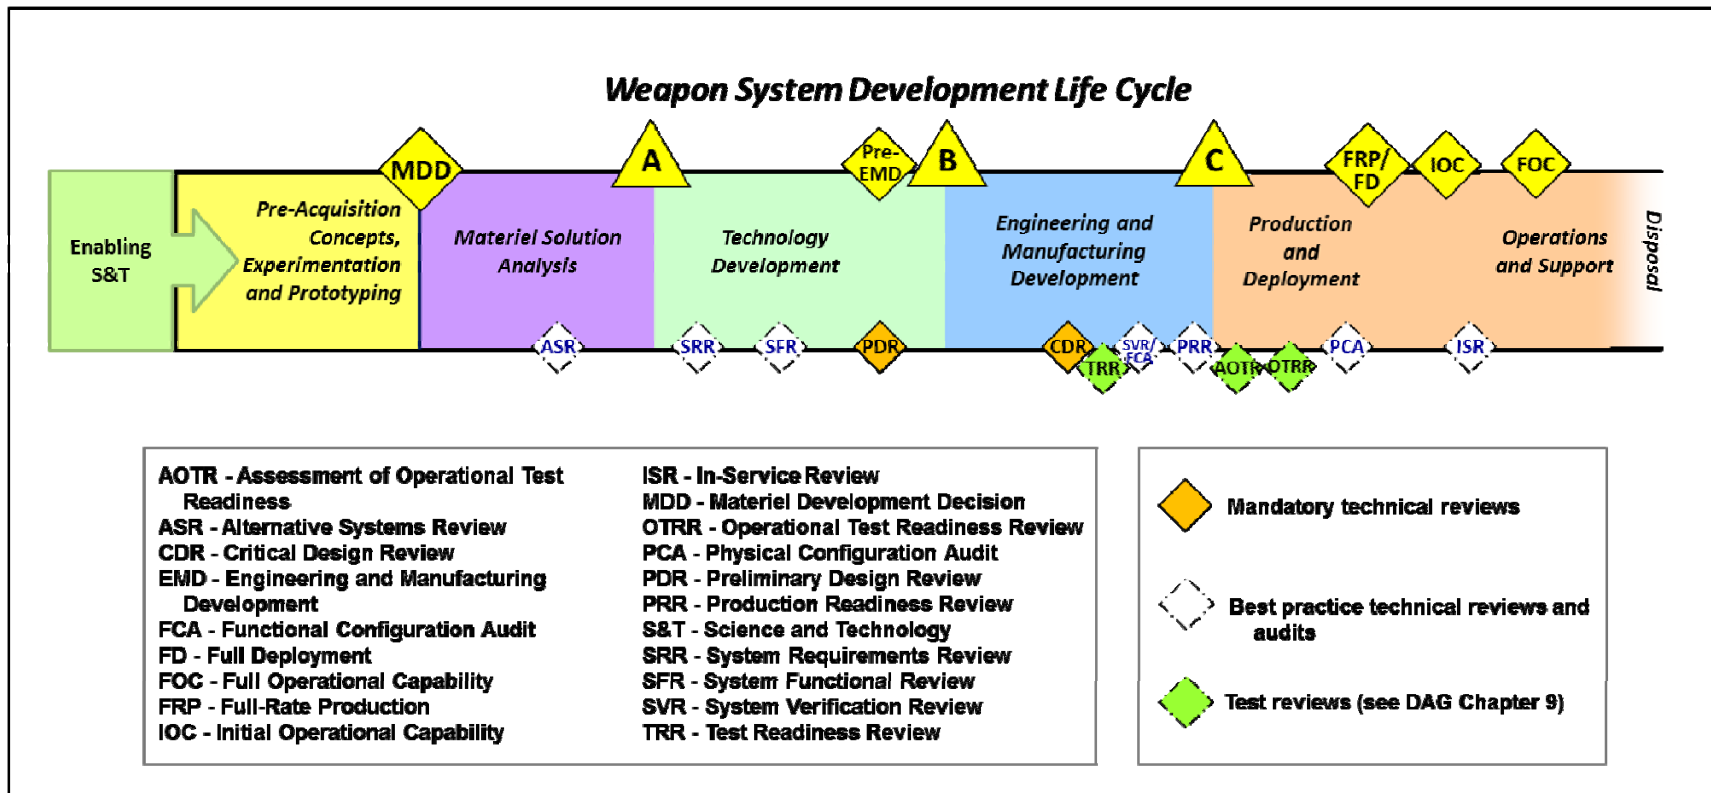 Weapon System Development Life Cycle
MDD
A
Pre-
EMD
B
C
FRP/
FD
IOC
FOC
Enabling
S&T
Pre-Acquisition
Concepts,
Experimentation
and Prototyping
Materiel Solution
Analysis
Technology
Development
Engineering and
Manufacturing
Development
Production
and
Deployment
Operations
and Support
Disposal
ASR
SRR
SFR
PDR
CDR
TRR
SVR/
FCA
PRR
AOTR
OTRR
PCA
ISR
AOTR - Assessment of Operational Test
Readiness
ASR - Alternative Systems Review
CDR - Critical Design Review
EMD - Engineering and Manufacturing
Development
FCA - Functional Configuration Audit
FD - Full Deployment
FOC - Full Operational Capability
FRP - Full-Rate Production
IOC - Initial Operational Capability
ISR - In-Service Review
MDD - Materiel Development Decision
OTRR - Operational Test Readiness Review
PCA - Physical Configuration Audit
PDR - Preliminary Design Review
PRR - Production Readiness Review
S&T - Science and Technology
SRR - System Requirements Review
SFR - System Functional Review
SVR - System Verification Review
TRR - Test Readiness Review
Mandatory technical reviews
Best practice technical reviews and
audits
Test reviews (see DAG Chapter 9)